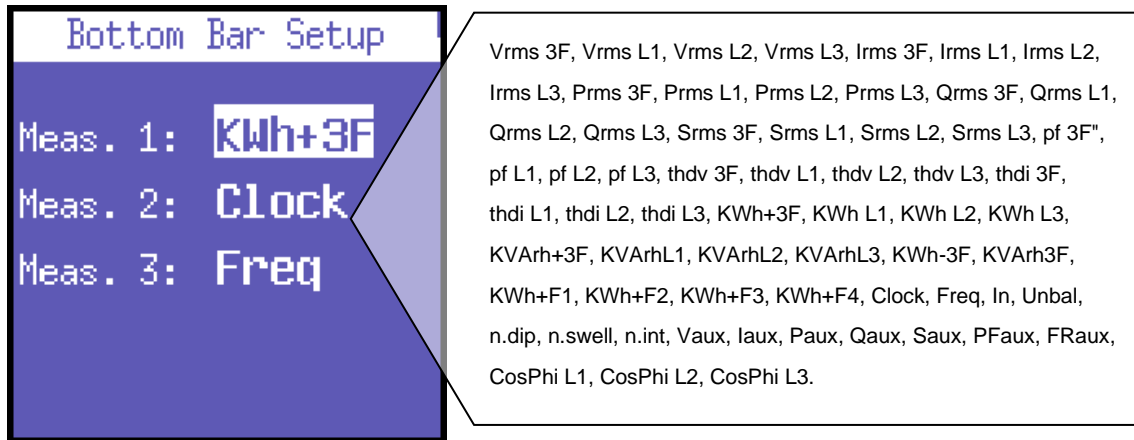 Bottom Bar Setup
Meas. 1: KWh+3F
Meas. 2: Clock
Meas. 3: Freq
Vrms 3F, Vrms L1, Vrms L2, Vrms L3, Irms 3F, Irms L1, Irms L2,
Irms L3, Prms 3F, Prms L1, Prms L2, Prms L3, Qrms 3F, Qrms L1,
Qrms L2, Qrms L3, Srms 3F, Srms L1, Srms L2, Srms L3, pf 3F",
pf L1, pf L2, pf L3, thdv 3F, thdv L1, thdv L2, thdv L3, thdi 3F,
thdi L1, thdi L2, thdi L3, KWh+3F, KWh L1, KWh L2, KWh L3,
KVArh+3F, KVArhL1, KVArhL2, KVArhL3, KWh-3F, KVArh3F,
KWh+F1, KWh+F2, KWh+F3, KWh+F4, Clock, Freq, In, Unbal,
n.dip, n.swell, n.int, Vaux, Iaux, Paux, Qaux, Saux, PFaux, FRaux,
CosPhi L1, CosPhi L2, CosPhi L3.